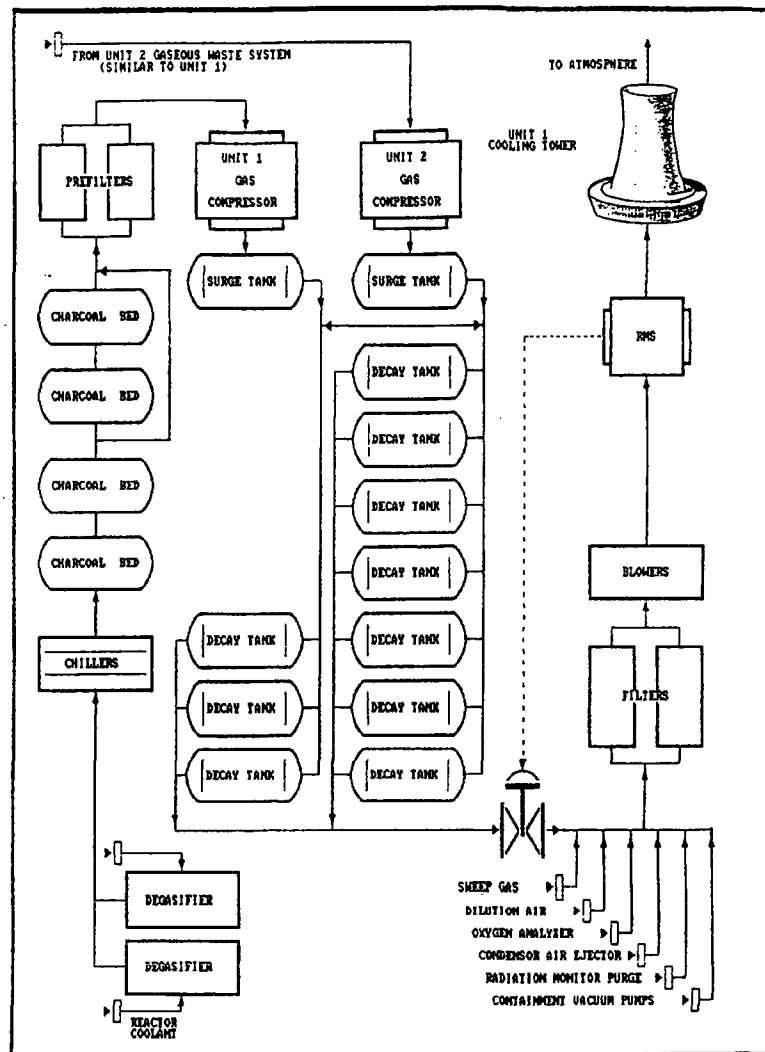 FROM UNIT 2 GASEOUS WASTE SYSTEM
(SIMILAR TO UNIT 1)
TO ATMOSPHERE
UNIT 1
COOLING TOWER
PREFILTERS
UNIT 1
GAS
COMPRESSOR
UNIT 2
GAS
COMPRESSOR
SURGE TANK
SURGE TANK
RMS
CHARCOAL BED
CHARCOAL BED
CHARCOAL BED
CHARCOAL BED
DECAY TANK
DECAY TANK
DECAY TANK
DECAY TANK
DECAY TANK
DECAY TANK
DECAY TANK
DECAY TANK
DECAY TANK
DECAY TANK
BLOWERS
CHILLERS
FILTERS
DEGASIFIER
DEGASIFIER
REACTOR
COOLANT
SWEEP GAS
DILUTION AIR
OXYGEN ANALYZER
CONDENSOR AIR EJECTOR
RADIATION MONITOR PURGE
CONTAINMENT VACUUM PUMPS